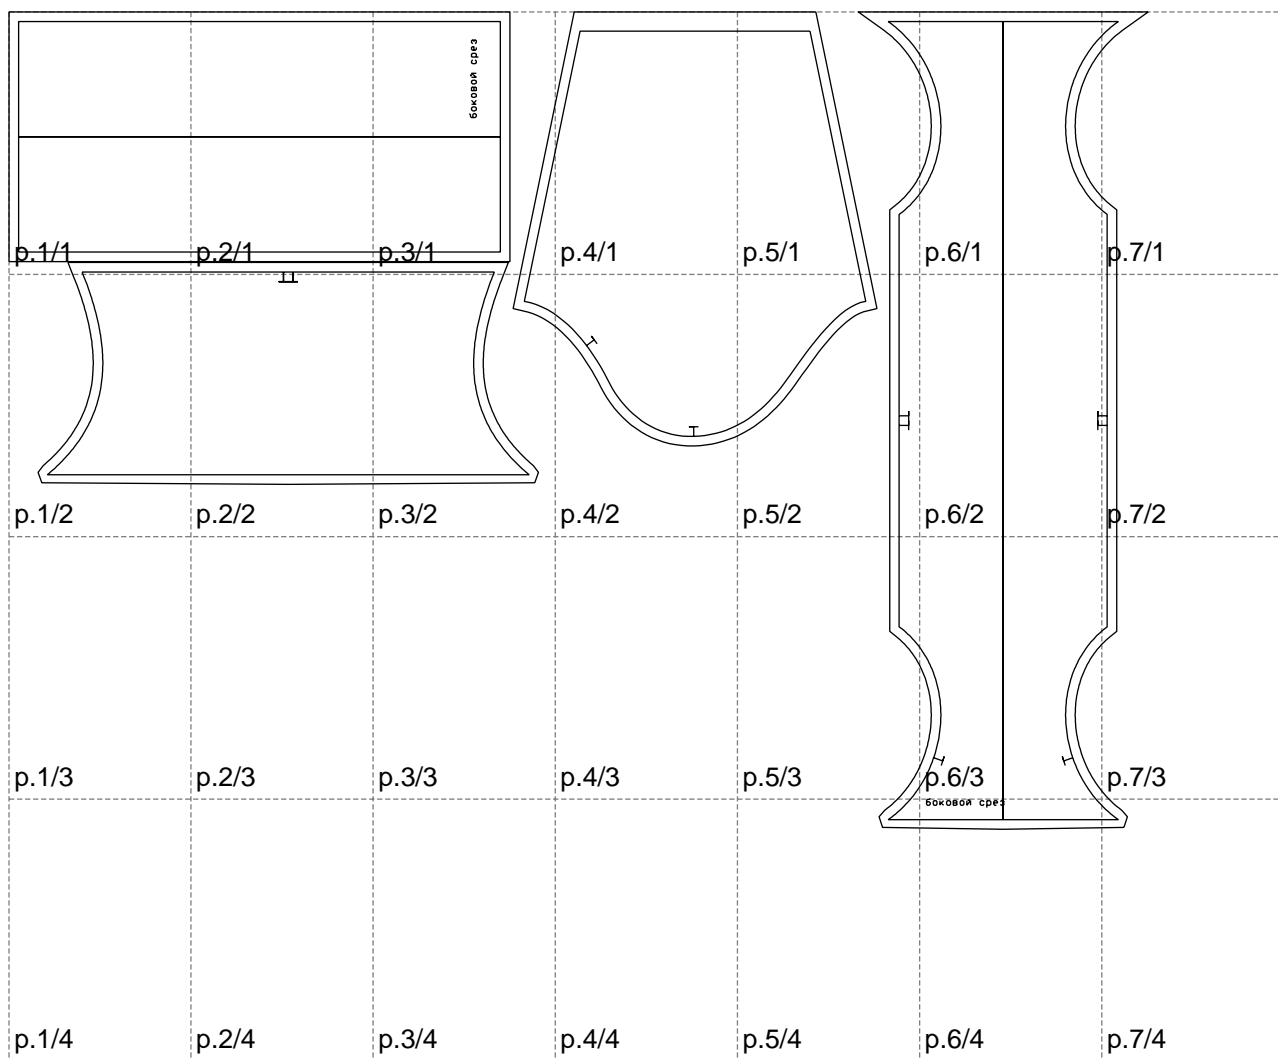 боковой срез
p.1/1 p.2/1 p.3/1 p.4/1 p.5/1 p.6/1 p.7/1
p.1/2 p.2/2 p.3/2 p.4/2 p.5/2 p.6/2 p.7/2
p.1/3 p.2/3 p.3/3 p.4/3 p.5/3 p.6/3 p.7/3
боковой срез
p.1/4 p.2/4 p.3/4 p.4/4 p.5/4 p.6/4 p.7/4